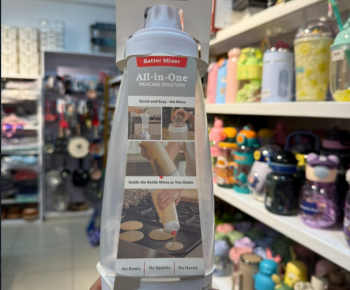 Batter Mixer
All-in-One
PANCAKE SOLUTION
Quick and Easy - No Mess
Inside the Bottle Mixes as You Shake
No Bowls | No Spoons | No Hassle